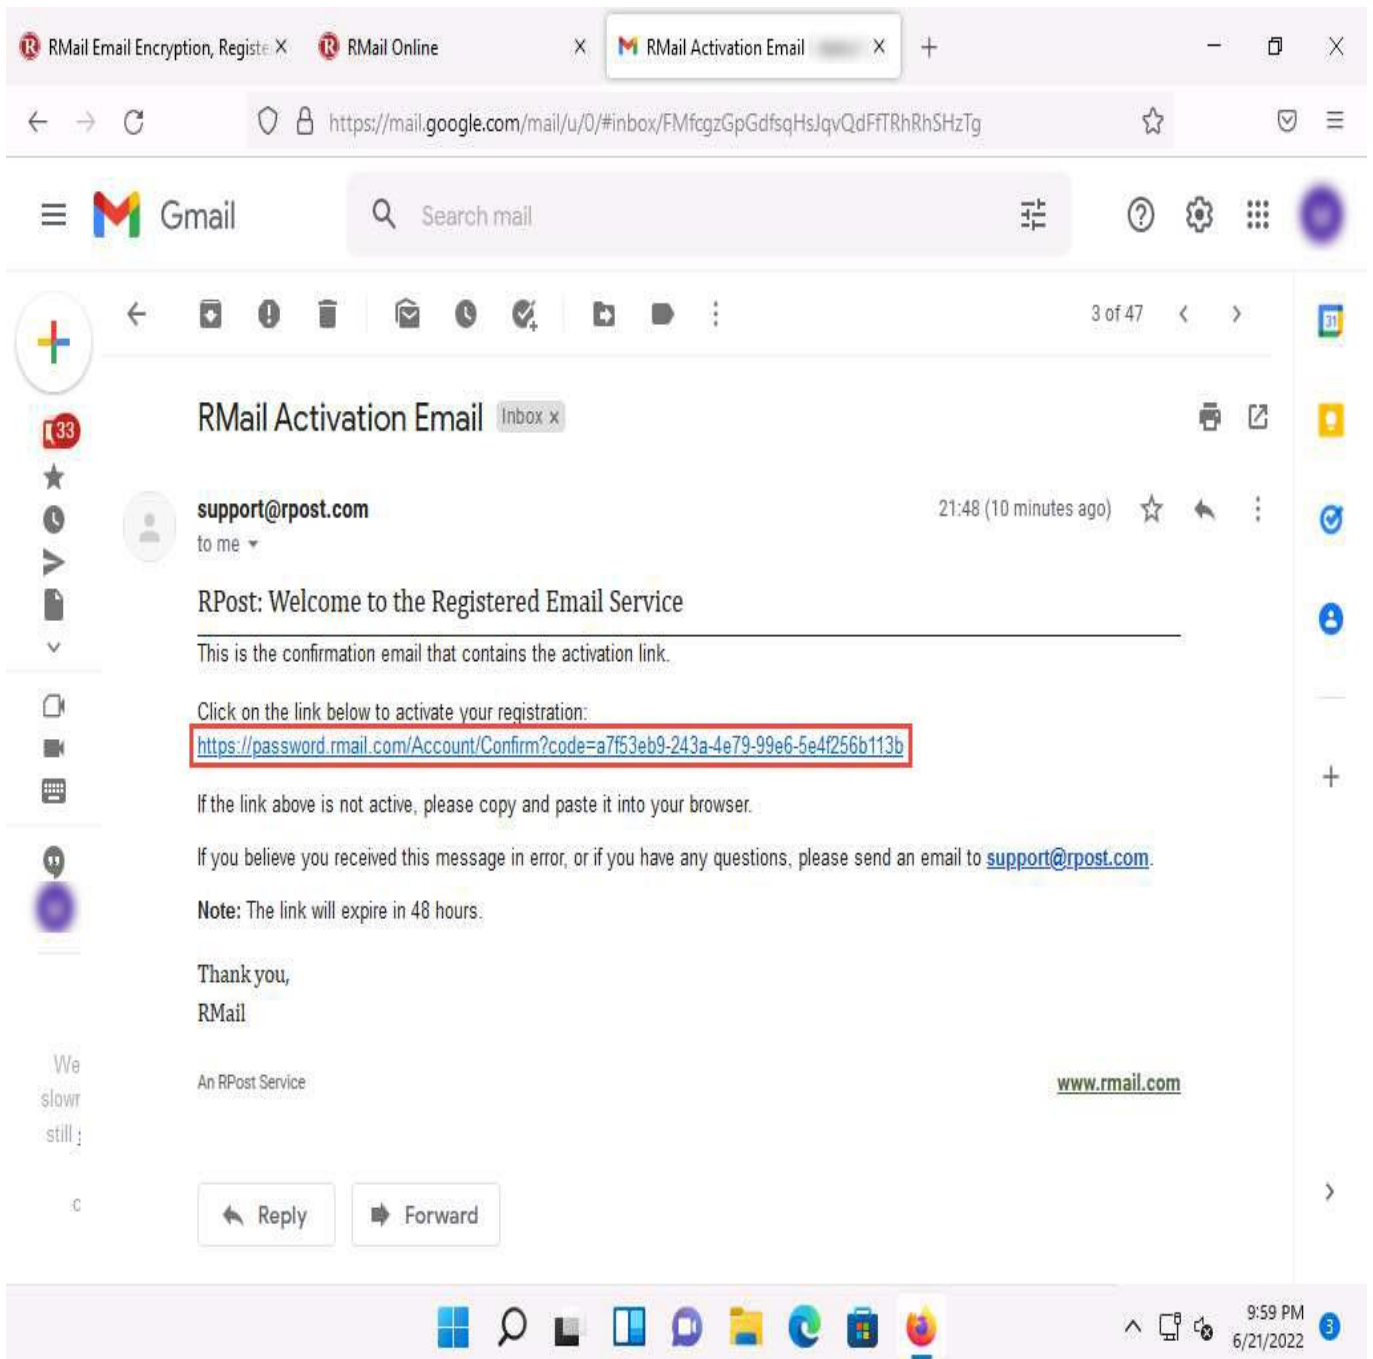 RMail Email Encryption, Registe
RMail Online
RMail Activation Email
https://mail.google.com/mail/u/0/#inbox/FMfcgzGpGdfsqHsJqvQdFfTRhRhSHzTg
Gmail
Search mail
3 of 47
31
33
RMail Activation Email Inbox x
support@rpost.com
21:48 (10 minutes ago)
to me
RPost: Welcome to the Registered Email Service
This is the confirmation email that contains the activation link.
Click on the link below to activate your registration:
https://password.rmail.com/Account/Confirm?code=a7f53eb9-243a-4e79-99e6-5e4f256b113b
If the link above is not active, please copy and paste it into your browser.
If you believe you received this message in error, or if you have any questions, please send an email to support@rpost.com.
Note: The link will expire in 48 hours.
Thank you,
RMail
We
slowr
still
An RPost Service
www.rmail.com
Reply
Forward
9:59 PM
6/21/2022
3